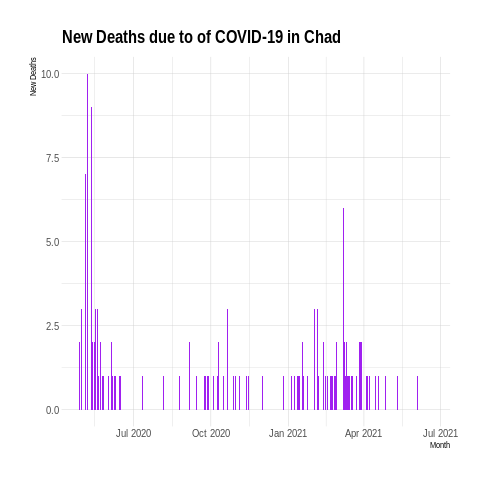 New Deaths due to of COVID-19 in Chad
New Deaths
10.0
7.5
5.0
2.5
0.0
Jul 2020 Oct 2020 Jan 2021 Apr 2021 Jul 2021
Month